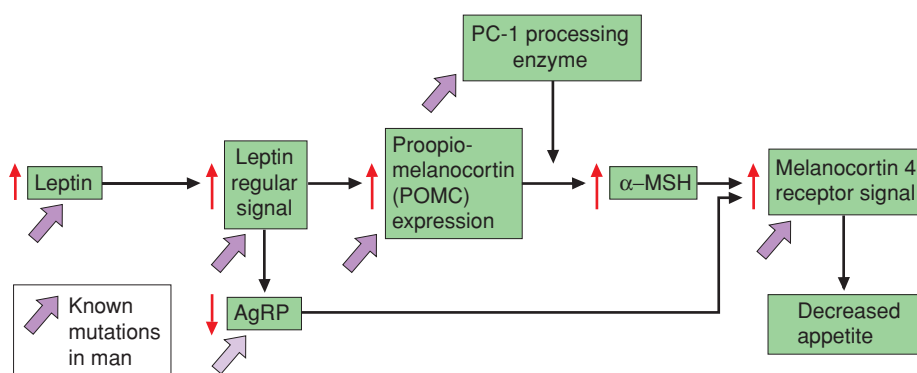 PC-1 processing
enzyme
Leptin
Leptin
regular
signal
Proopio-
melanocortin
(POMC)
expression
α–MSH
Melanocortin 4
receptor signal
AgRP
Decreased
appetite
Known
mutations
in man